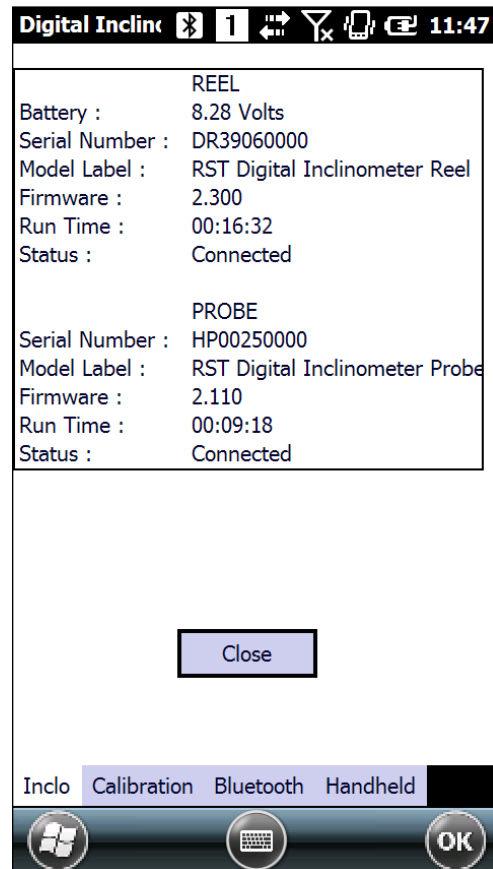 Digital Inclin 1 11:47
REEL
Battery : 8.28 Volts
Serial Number : DR39060000
Model Label : RST Digital Inclinometer Reel
Firmware : 2.300
Run Time : 00:16:32
Status : Connected
PROBE
Serial Number : HP00250000
Model Label : RST Digital Inclinometer Probe
Firmware : 2.110
Run Time : 00:09:18
Status : Connected
Close
Inclo Calibration Bluetooth Handheld
OK